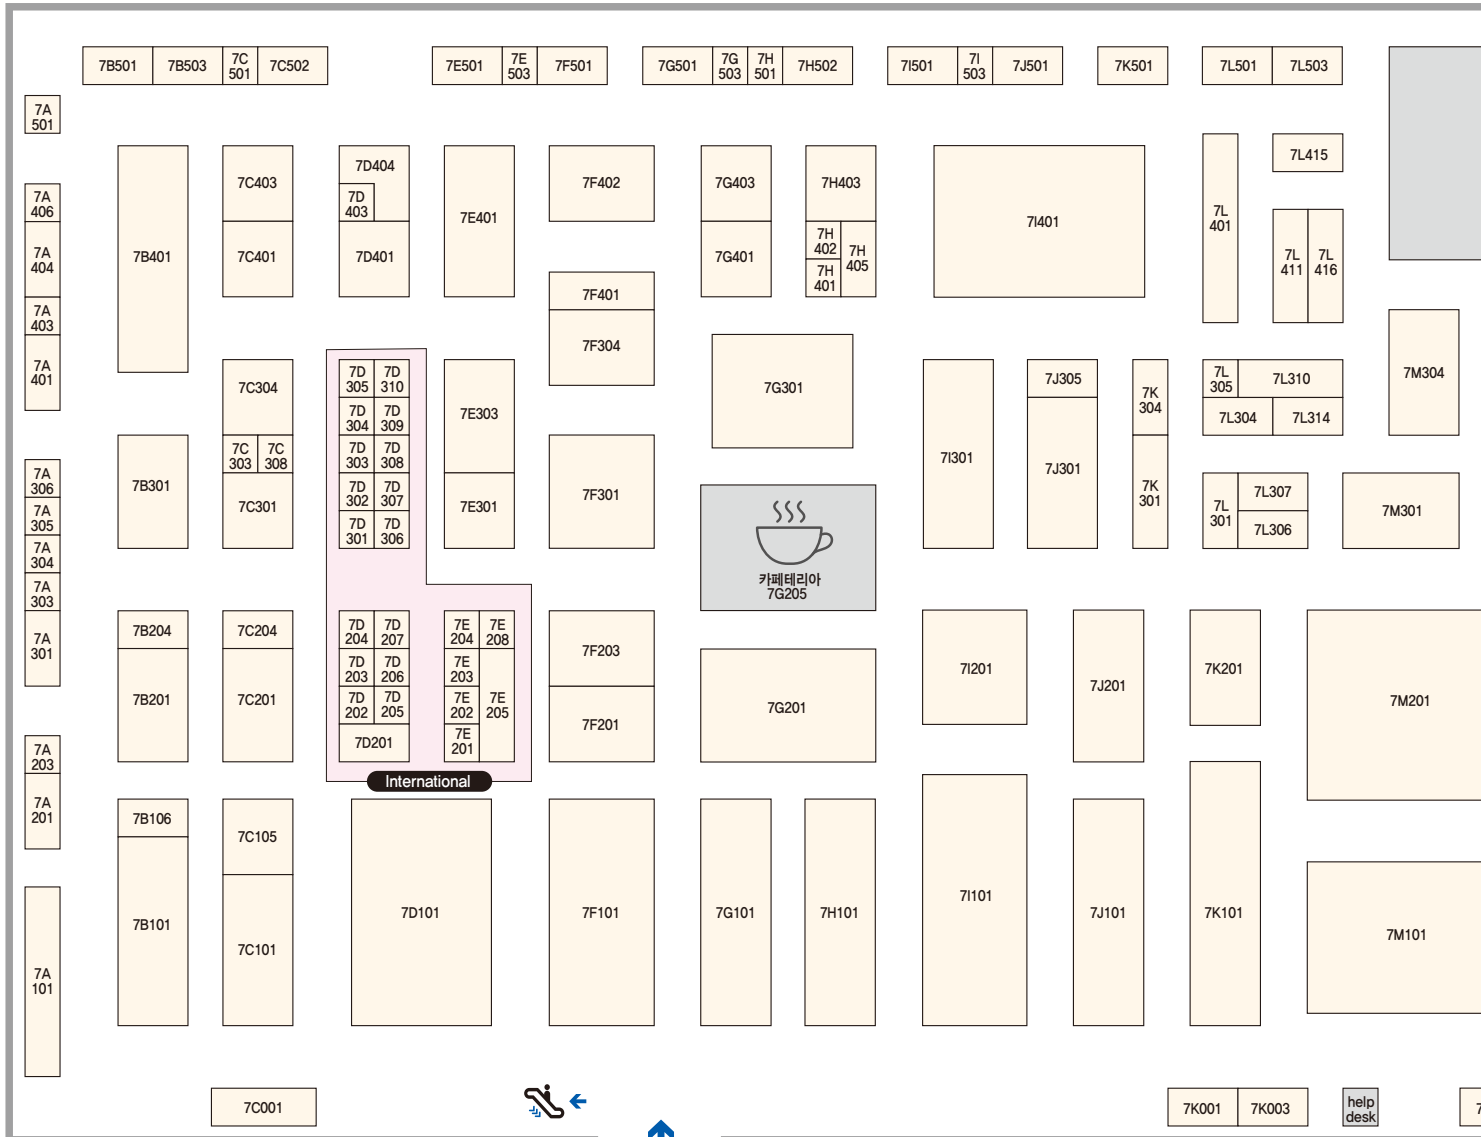 7B501
7B503
7C
501
7C502
7E501
7E
503
7F501
7G501
7G
503
7H
501
7H502
7I501
7I
503
7J501
7K501
7L501
7L503
7A
501
7A
406
7A
404
7A
403
7A
401
7B401
7C403
7C401
7D404
7D
403
7D401
7E401
7F402
7F401
7F304
7G403
7G401
7H403
7H
402
7H
401
7H
405
7I401
7L
401
7L415
7L
411
7L
416
7A
306
7A
305
7A
304
7A
303
7A
301
7B301
7C304
7C
303
7C
308
7C301
7D
305
7D
310
7D
304
7D
309
7D
303
7D
308
7D
302
7D
307
7D
301
7D
306
7E303
7E301
7F301
7G301
카페테리아
7G205
7I301
7J305
7J301
7K
304
7K
301
7L
305
7L310
7L304
7L314
7L
301
7L307
7L306
7M304
7M301
7A
203
7A
201
7B204
7B201
7C204
7C201
7D
204
7D
207
7D
203
7D
206
7D
202
7D
205
7D201
7E
204
7E
208
7E
203
7E
202
7E
201
7E
205
International
7F203
7F201
7G201
7I201
7J201
7K201
7M201
7A
101
7B106
7B101
7C105
7C101
7D101
7F101
7G101
7H101
7I101
7J101
7K101
7M101
7C001
7K001
7K003
help
desk